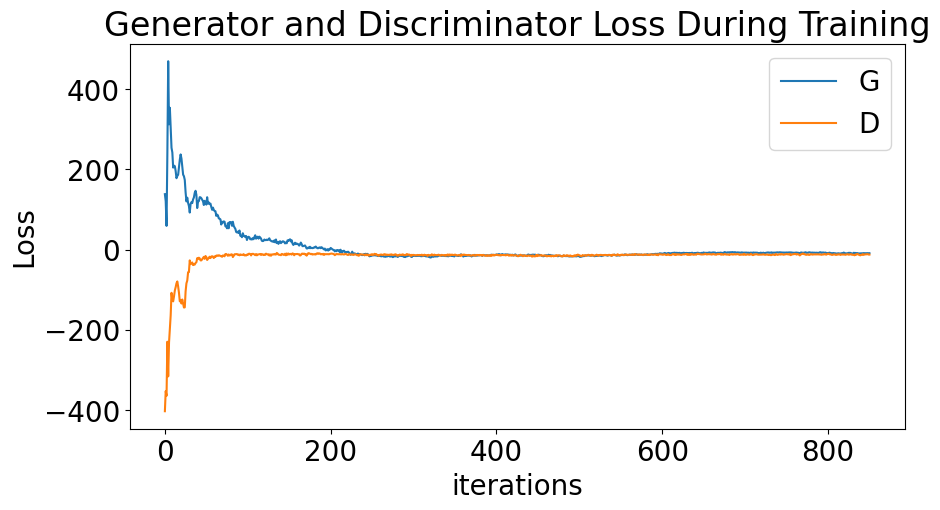 Generator and Discriminator Loss During Training
G
D
400
200
0
−200
−400
Loss
0 200 400 600 800
iterations